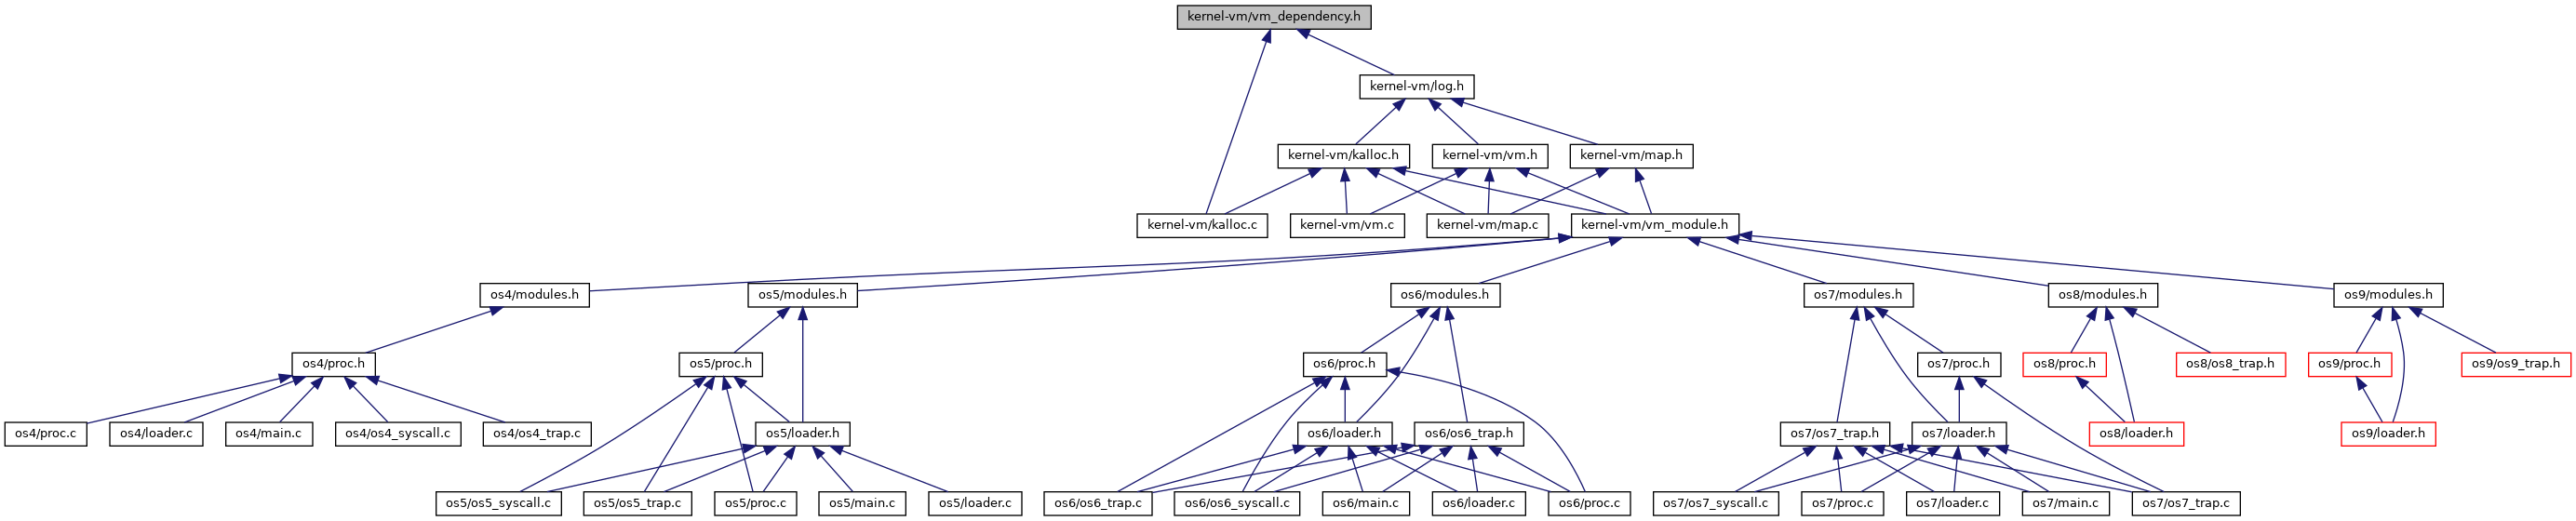 kernel-vm/vm_dependency.h
kernel-vm/log.h
kernel-vm/kalloc.h
kernel-vm/vm.h
kernel-vm/map.h
kernel-vm/kalloc.c
kernel-vm/vm.c
kernel-vm/map.c
kernel-vm/vm_module.h
os4/modules.h
os5/modules.h
os6/modules.h
os7/modules.h
os8/modules.h
os9/modules.h
os4/proc.h
os5/proc.h
os6/proc.h
os7/proc.h
os8/proc.h
os8/os8_trap.h
os9/proc.h
os9/os9_trap.h
os4/proc.c
os4/loader.c
os4/main.c
os4/os4_syscall.c
os4/os4_trap.c
os5/loader.h
os6/loader.h
os6/os6_trap.h
os7/os7_trap.h
os7/loader.h
os8/loader.h
os9/loader.h
os5/os5_syscall.c
os5/os5_trap.c
os5/proc.c
os5/main.c
os5/loader.c
os6/os6_trap.c
os6/os6_syscall.c
os6/main.c
os6/loader.c
os6/proc.c
os7/os7_syscall.c
os7/proc.c
os7/loader.c
os7/main.c
os7/os7_trap.c